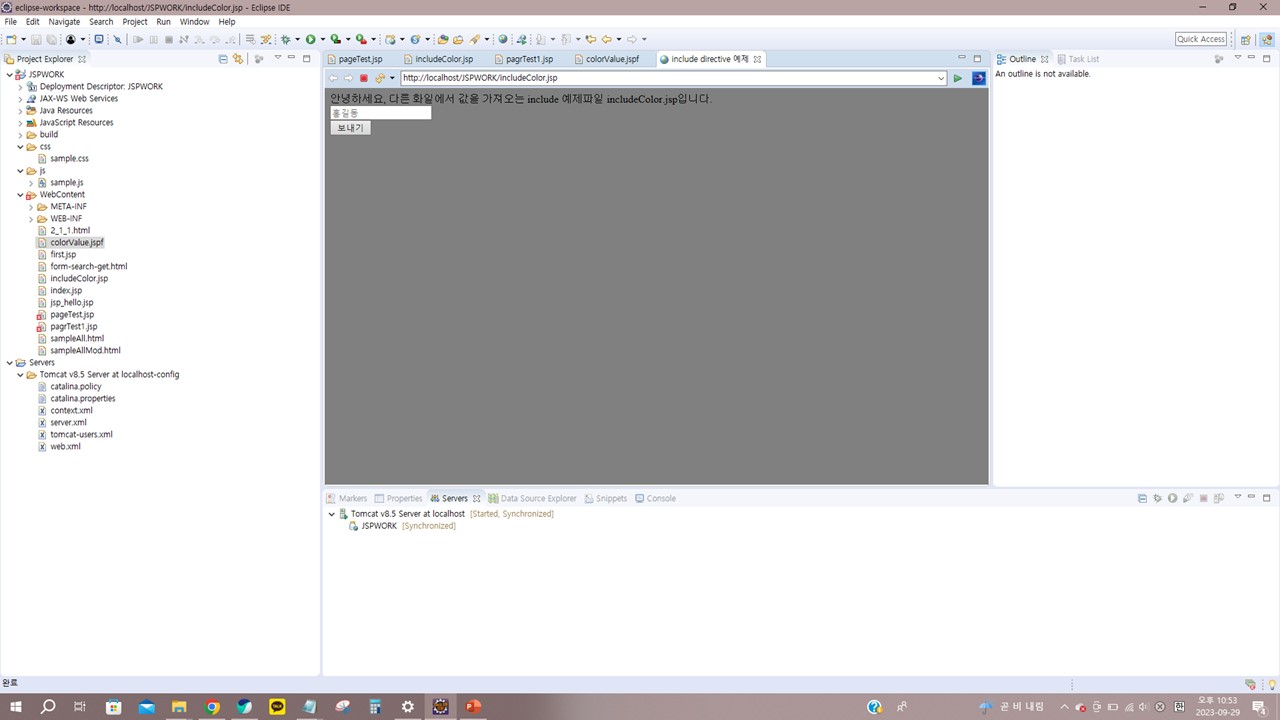 eclipse-workspace - http://localhost/JSPWORK/includeColor.jsp - Eclipse IDE
File Edit Navigate Search Project Run Window Help
Quick Access
Project Explorer
JSPWORK
Deployment Descriptor: JSPWORK
JAX-WS Web Services
Java Resources
JavaScript Resources
build
css
sample.css
js
sample.js
WebContent
META-INF
WEB-INF
2_1_1.html
colorValue.jspf
first.jsp
form-search-get.html
includeColor.jsp
index.jsp
jsp_hello.jsp
pageTest.jsp
pagrTest1.jsp
sampleAll.html
sampleAllMod.html
Servers
Tomcat v8.5 Server at localhost-config
catalina.policy
catalina.properties
context.xml
server.xml
tomcat-users.xml
web.xml
pageTest.jsp includeColor.jsp pagrTest1.jsp colorValue.jspf include directive 예제
http://localhost/JSPWORK/includeColor.jsp
안녕하세요, 다른 화일에서 값을 가져오는 include 예제파일 includeColor.jsp입니다.
홍길동
보내기
Outline Task List
An outline is not available.
Markers Properties Servers Data Source Explorer Snippets Console
Tomcat v8.5 Server at localhost [Started, Synchronized]
JSPWORK [Synchronized]
완료
TALK
곧 비 내림
오후 10:53
2023-09-29
4